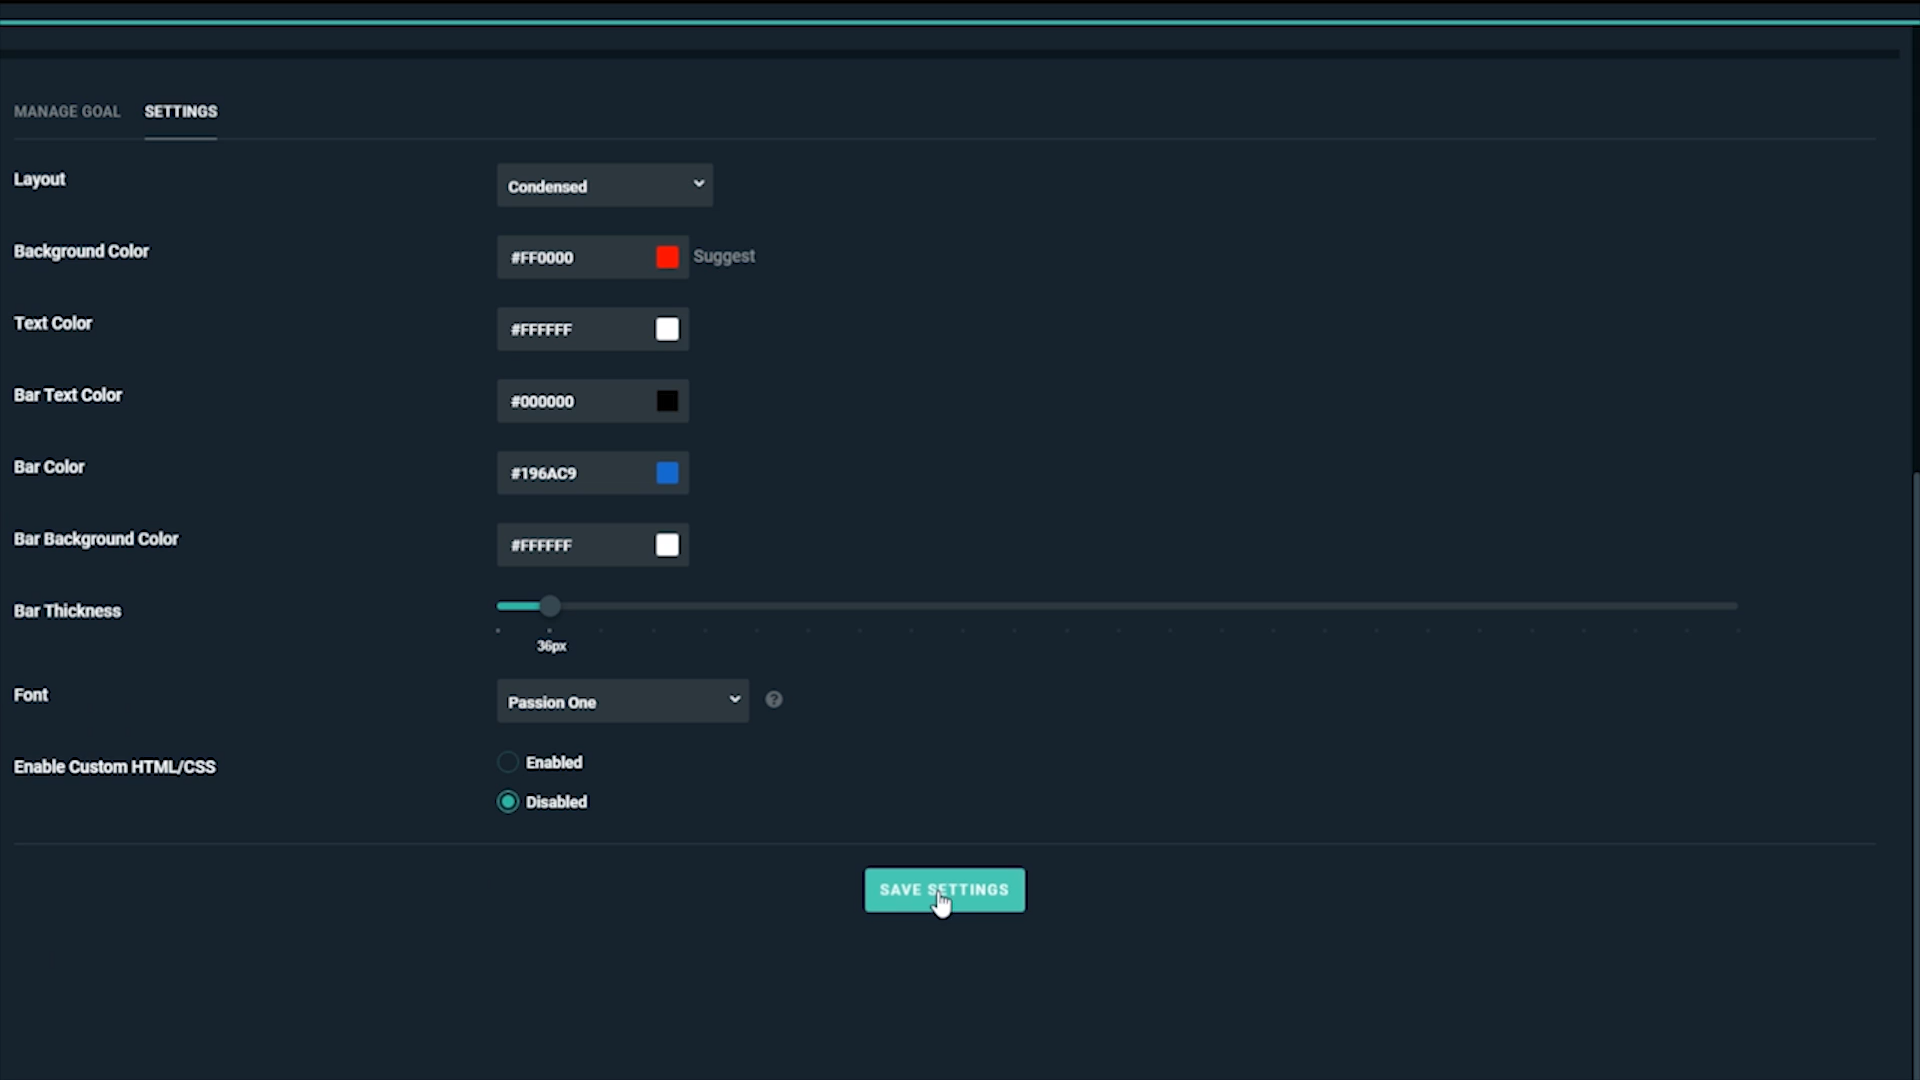 MANAGE GOAL SETTINGS
Layout Condensed
Background Color #FF0000 Suggest
Text Color #FFFFFF
Bar Text Color #000000
Bar Color #196AC9
Bar Background Color #FFFFFF
Bar Thickness
36px
Font Passion One ?
Enable Custom HTML/CSS Enabled
Disabled
SAVE SETTINGS